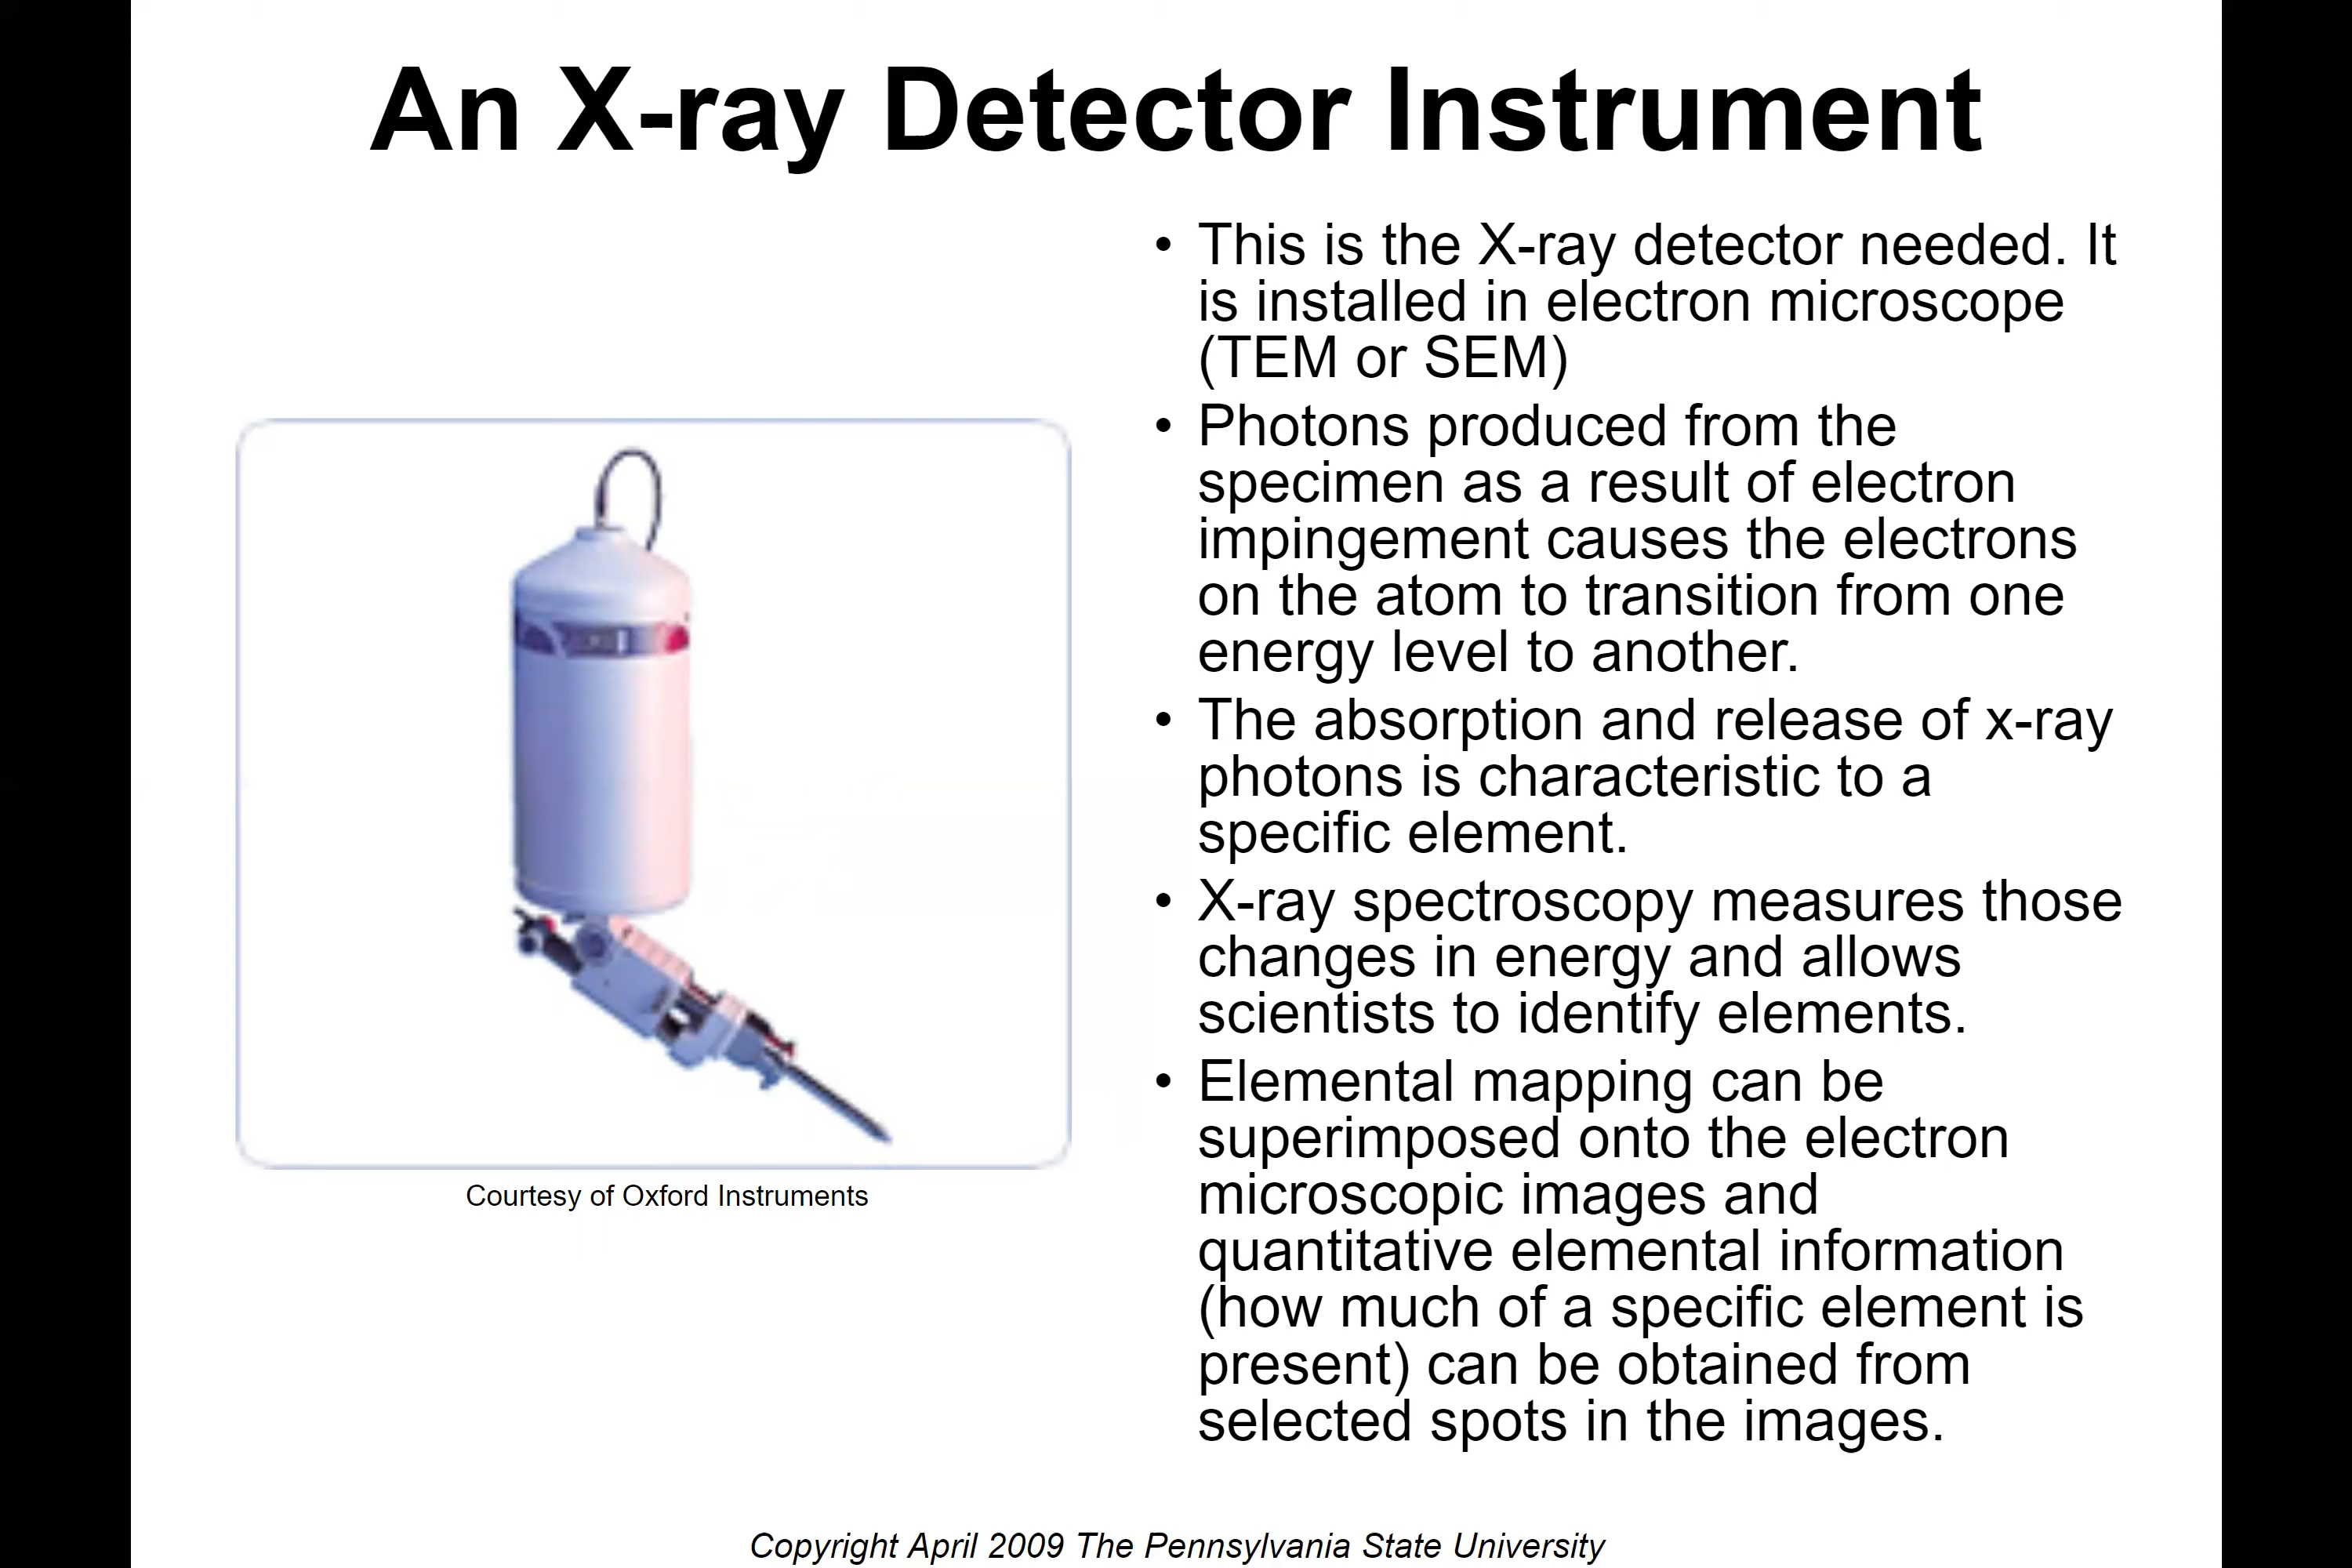 An X-ray Detector Instrument
• This is the X-ray detector needed. It
is installed in electron microscope
(TEM or SEM)
• Photons produced from the
specimen as a result of electron
impingement causes the electrons
on the atom to transition from one
energy level to another.
• The absorption and release of x-ray
photons is characteristic to a
specific element.
• X-ray spectroscopy measures those
changes in energy and allows
scientists to identify elements.
• Elemental mapping can be
superimposed onto the electron
microscopic images and
quantitative elemental information
(how much of a specific element is
present) can be obtained from
selected spots in the images.
Courtesy of Oxford Instruments
Copyright April 2009 The Pennsylvania State University